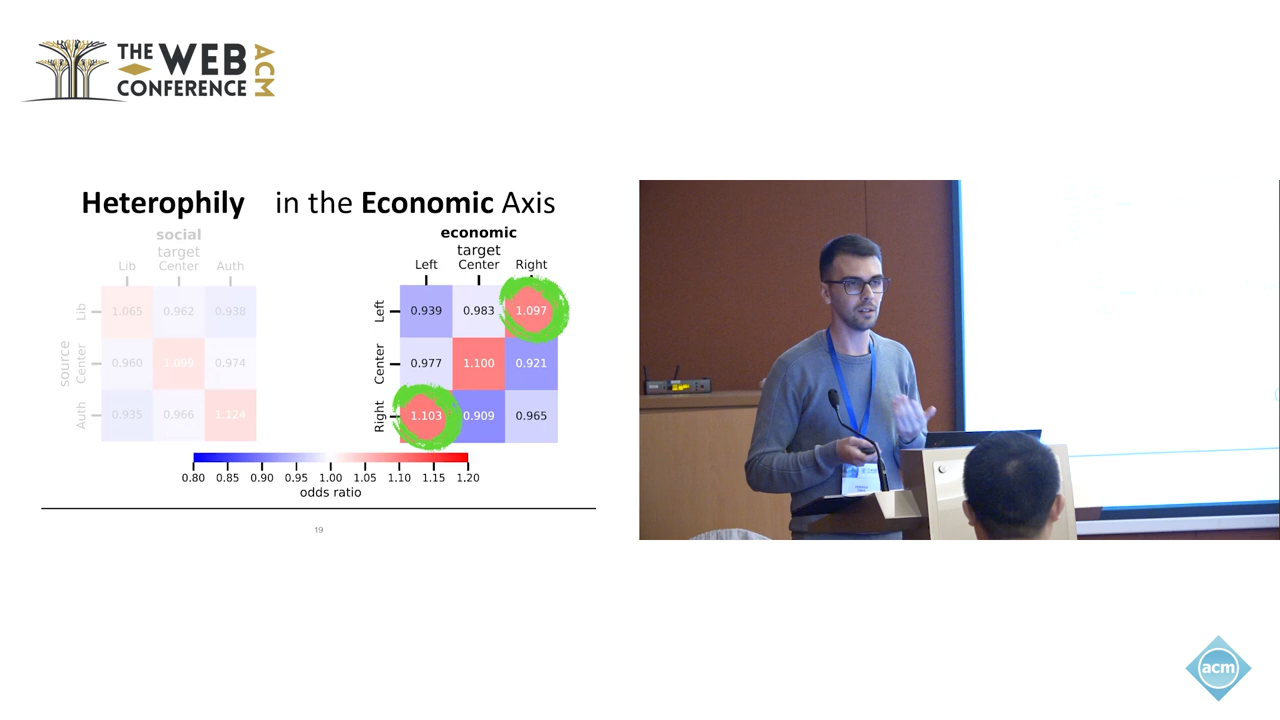 THE WEB
CONFERENCE
ACM
Heterophily in the Economic Axis
social
target
Lib Center Auth
source
Lib 1.065 0.962 0.938
Center 0.960 1.099 0.974
Auth 0.935 0.966 1.124
economic
target
Left Center Right
Left 0.939 0.983 1.097
Center 0.977 1.100 0.921
Right 1.103 0.909 0.965
0.80 0.85 0.90 0.95 1.00 1.05 1.10 1.15 1.20
odds ratio
19
acm